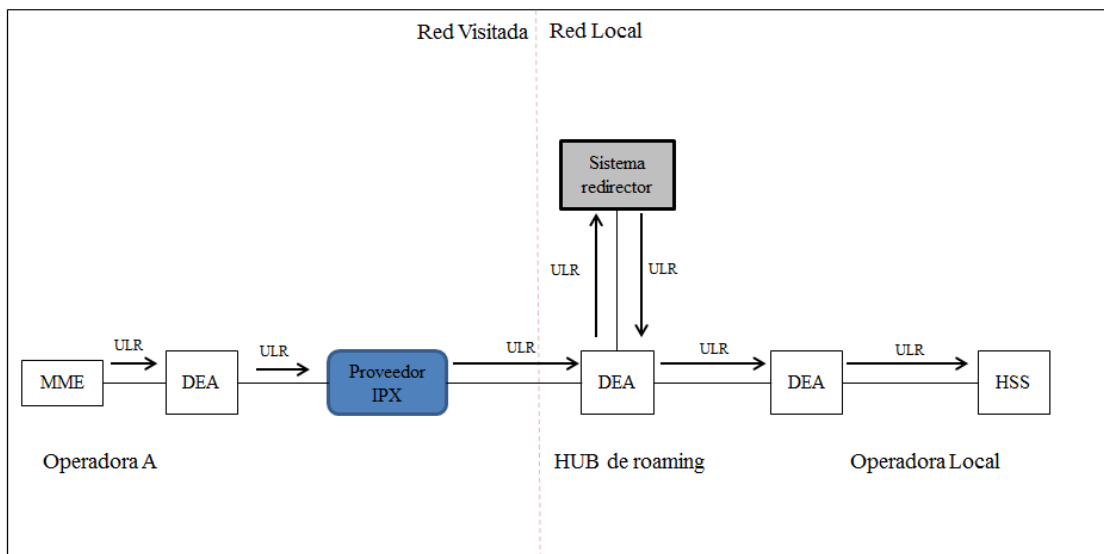 Red Visitada
Red Local
Sistema
redirector
ULR
ULR
ULR
ULR
ULR
ULR
ULR
MME
DEA
Proveedor
IPX
DEA
DEA
HSS
Operadora A
HUB de roaming
Operadora Local